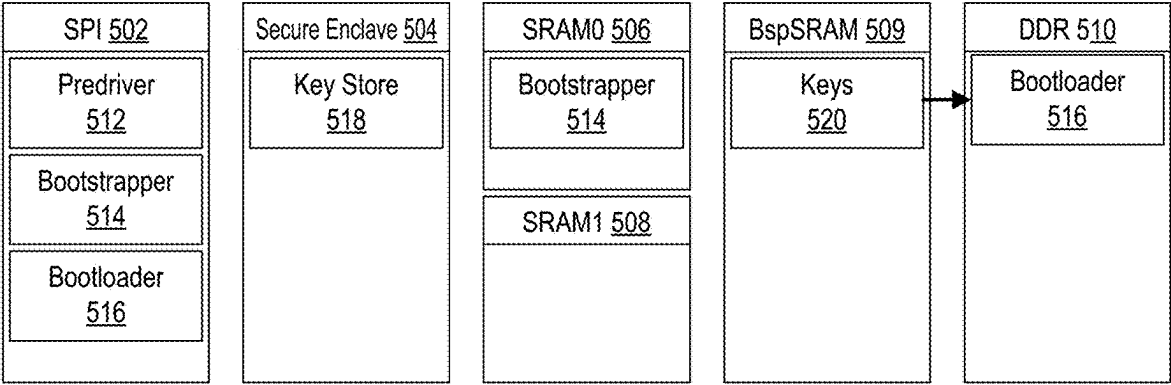 SPI 502
Predriver
512
Bootstrapper
514
Bootloader
516
Secure Enclave 504
Key Store
518
SRAM0 506
Bootstrapper
514
SRAM1 508
BspSRAM 509
Keys
520
DDR 510
Bootloader
516